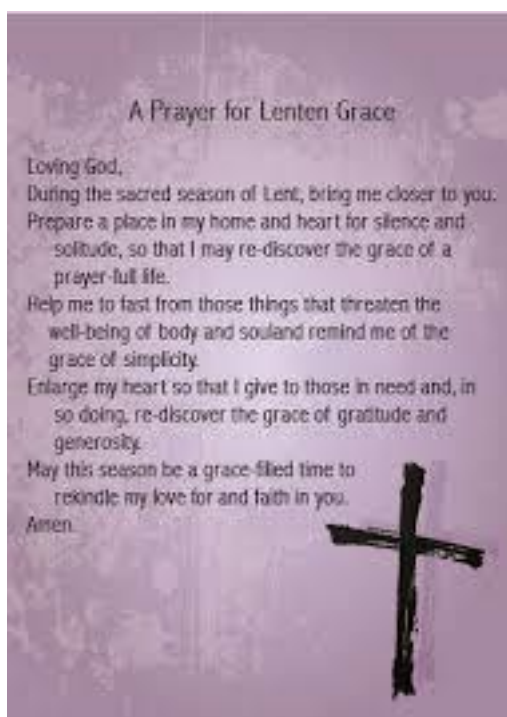 A Prayer for Lenten Grace
Loving God,
During the sacred season of Lent, bring me closer to you.
Prepare a place in my home and heart for silence and
solitude, so that I may re-discover the grace of a
prayer-full life.
Help me to fast from those things that threaten the
well-being of body and souland remind me of the
grace of simplicity.
Enlarge my heart so that I give to those in need and, in
so doing, re-discover the grace of gratitude and
generosity.
May this season be a grace-filled time to
rekindle my love for and faith in you.
Amen.